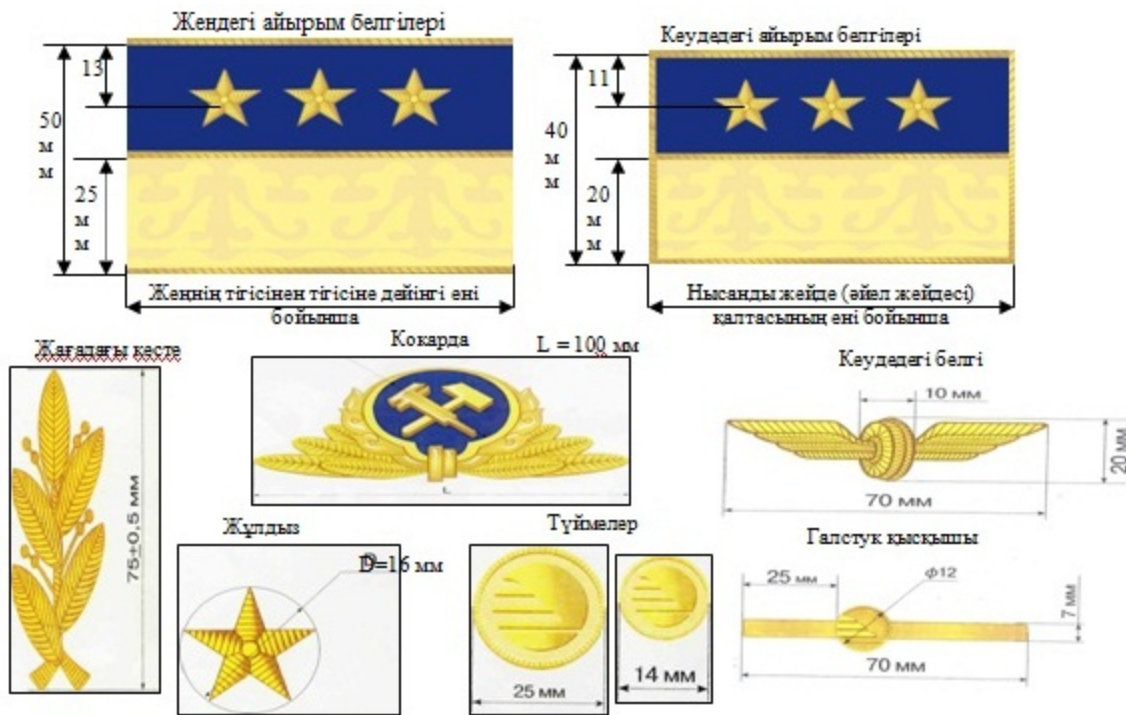 Жеңдегі айырым белгілері
13
50
м
м
25
м
м
Жеңнің тігісінен тігісіне дейінгі ені
бойынша
Кеудедегі айырым белгілері
11
40
м
м
20
м
м
Нысанды жейде (әйел жейдесі)
қалтасының ені бойынша
Жағадағы кесте
75±0,5 мм
Кокарда
L = 100 мм
L
Кеудедегі белгі
10 мм
20 мм
70 мм
Жұлдыз
D=16 мм
Түймелер
25 мм
14 мм
Галстук қысқышы
25 мм
ф12
7 мм
70 мм